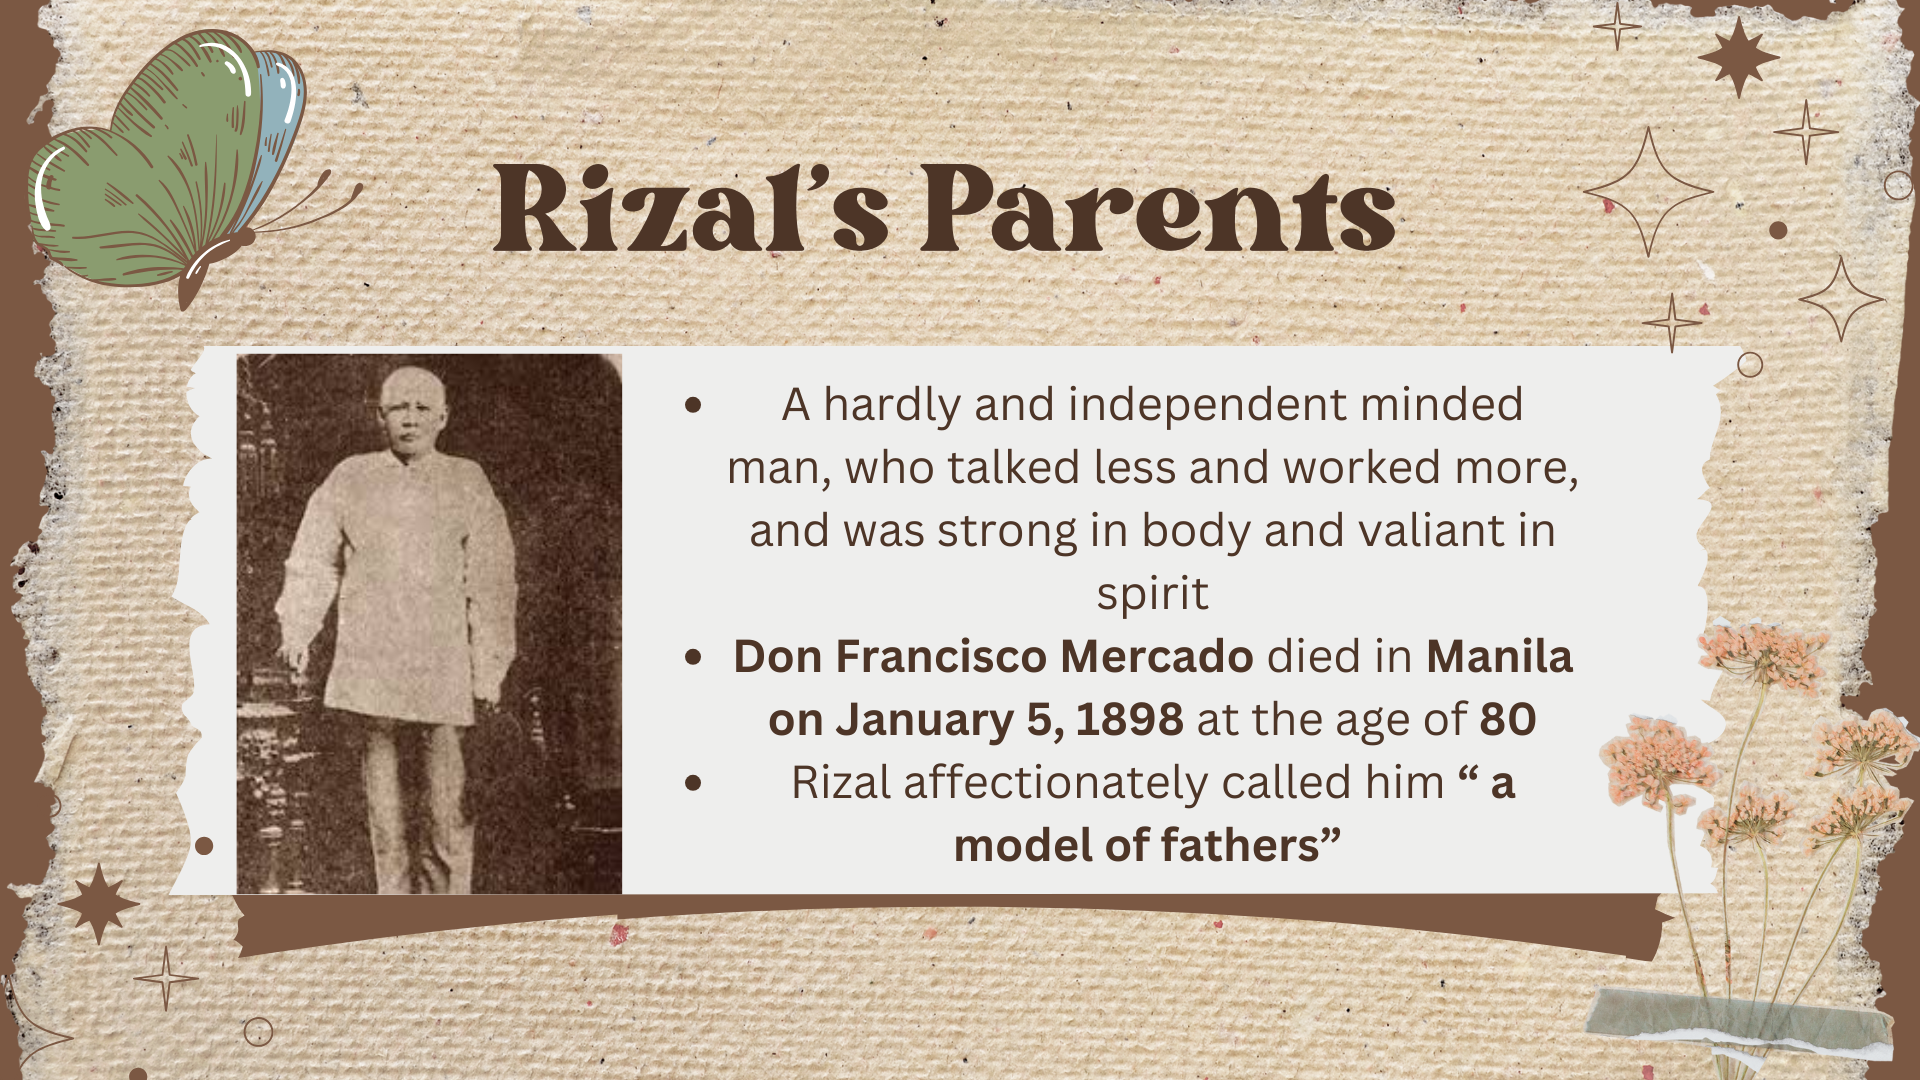 Rizal’s Parents
• A hardly and independent minded
man, who talked less and worked more,
and was strong in body and valiant in
spirit
• Don Francisco Mercado died in Manila
on January 5, 1898 at the age of 80
• Rizal affectionately called him “ a
model of fathers”